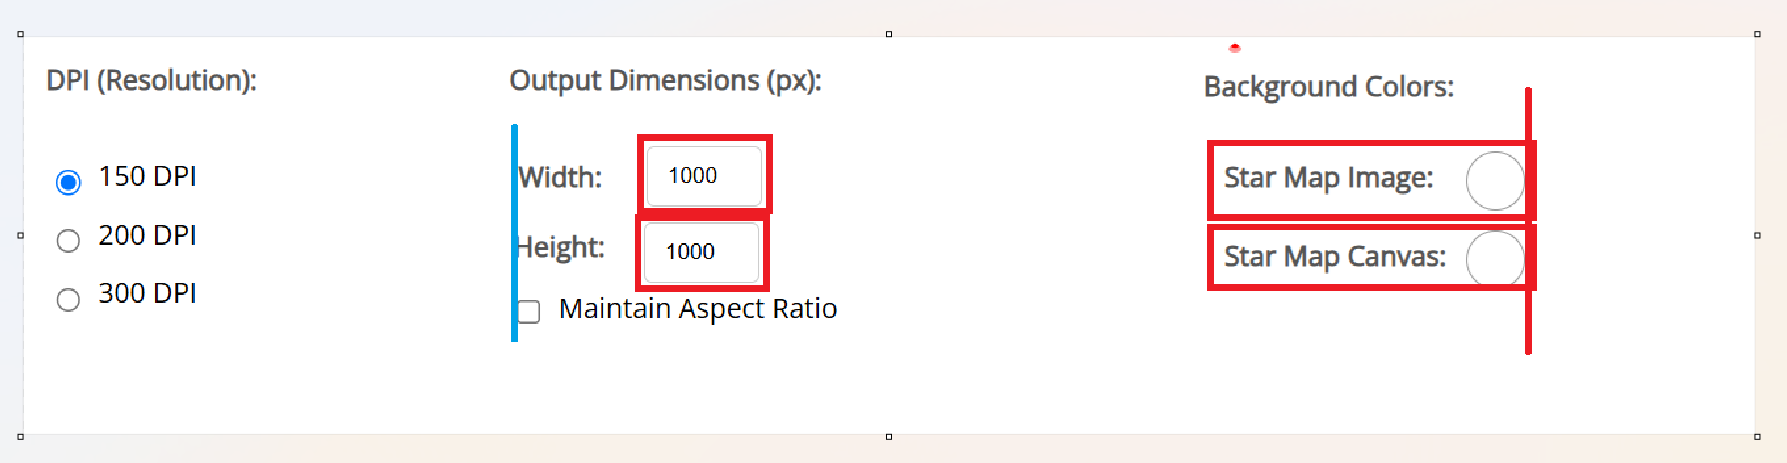 DPI (Resolution):
150 DPI
200 DPI
300 DPI
Output Dimensions (px):
Width: 1000
Height: 1000
Maintain Aspect Ratio
Background Colors:
Star Map Image:
Star Map Canvas: